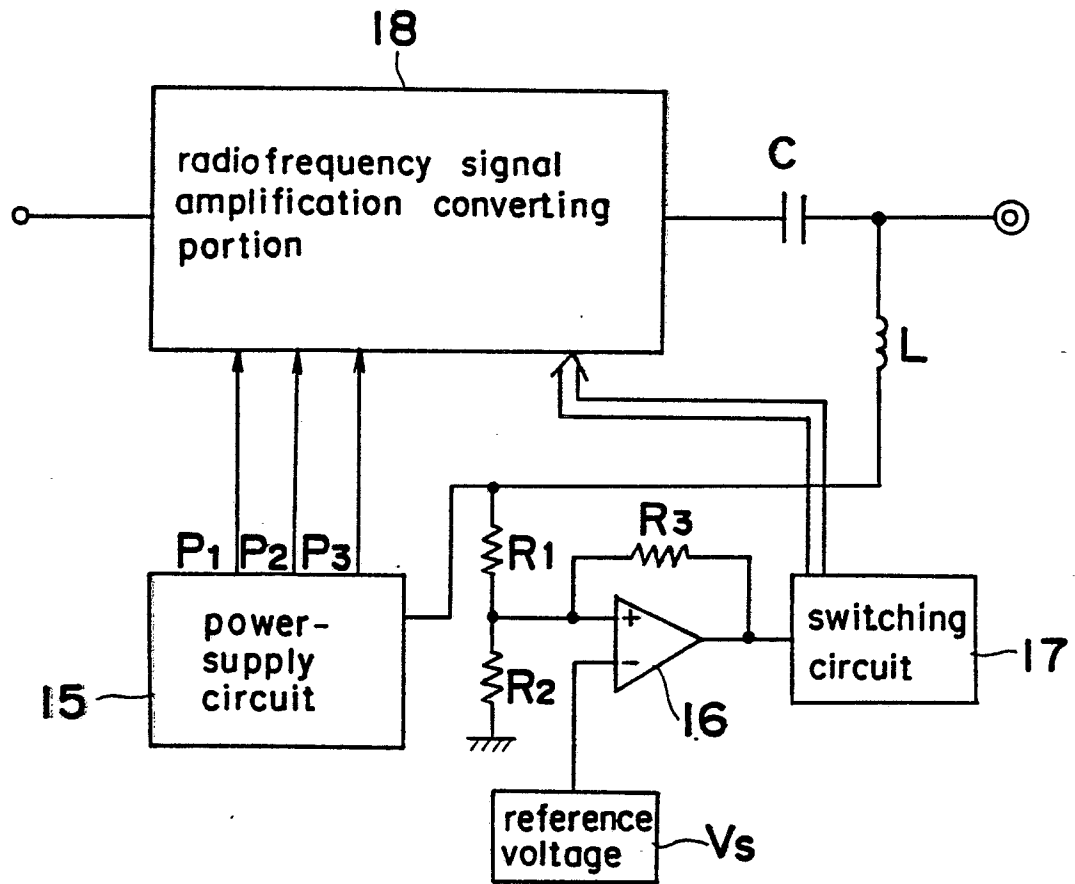 18
radiofrequency signal
amplification converting
portion
C
L
P1 P2 P3
R3
R1
+
-
R2
power-
supply
circuit
15
16
switching
circuit
17
reference
voltage
Vs